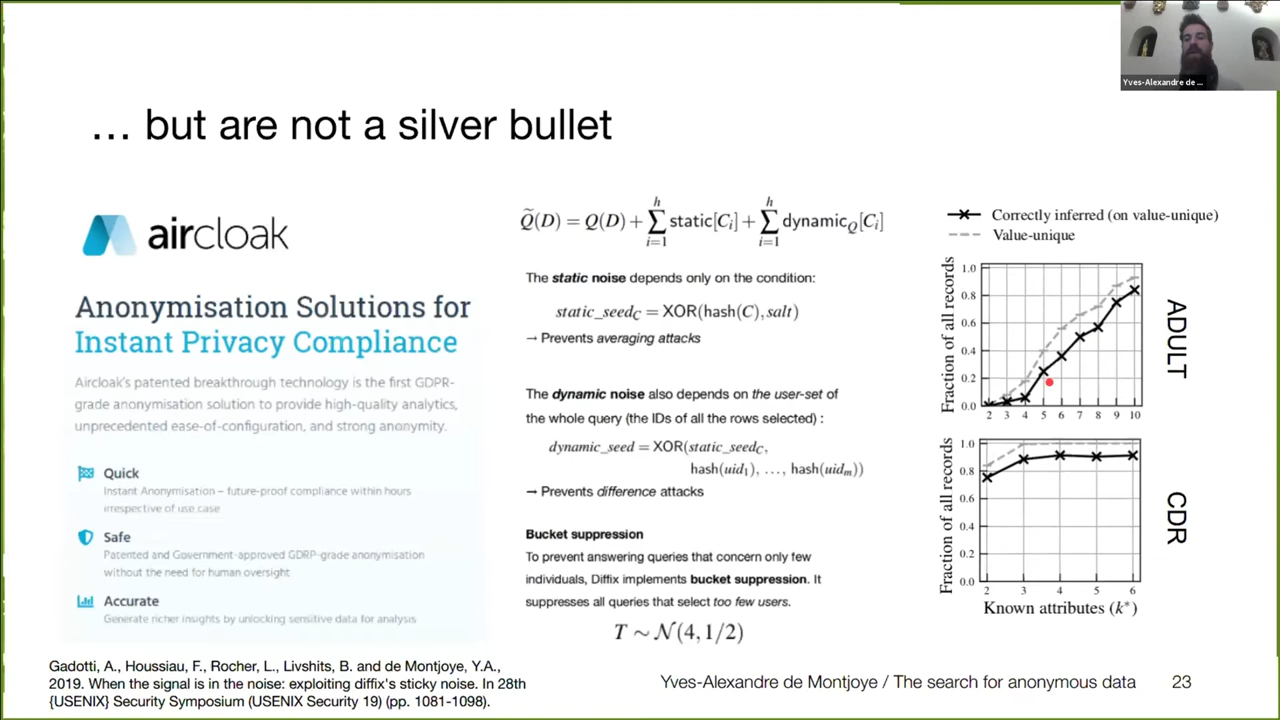 Yves-Alexandre de ...
... but are not a silver bullet
aircloak
Anonymisation Solutions for
Instant Privacy Compliance
Aircloak's patented breakthrough technology is the first GDPR-
grade anonymisation solution to provide high-quality analytics,
unprecedented ease-of-configuration, and strong anonymity.
Quick
Instant Anonymisation – future-proof compliance within hours
irrespective of use case
Safe
Patented and Government-approved GDRP-grade anonymisation
without the need for human oversight
Accurate
Generate richer insights by unlocking sensitive data for analysis
Q̃(D) = Q(D) + ∑ᵢ₌₁ʰ static[Cᵢ] + ∑ᵢ₌₁ʰ dynamic_Q[Cᵢ]
The static noise depends only on the condition:
static_seed_C = XOR(hash(C), salt)
→ Prevents averaging attacks
The dynamic noise also depends on the user-set of
the whole query (the IDs of all the rows selected) :
dynamic_seed = XOR(static_seed_C,
hash(uid₁), …, hash(uidₘ))
→ Prevents difference attacks
Bucket suppression
To prevent answering queries that concern only few
individuals, Diffix implements bucket suppression. It
suppresses all queries that select too few users.
T ∼ N(4, 1/2)
Correctly inferred (on value-unique)
Value-unique
Fraction of all records
1.0
0.8
0.6
0.4
0.2
0.0
2 3 4 5 6 7 8 9 10
ADULT
Fraction of all records
1.0
0.8
0.6
0.4
0.2
0.0
2 3 4 5 6
Known attributes (k*)
CDR
Gadotti, A., Houssiau, F., Rocher, L., Livshits, B. and de Montjoye, Y.A.,
2019. When the signal is in the noise: exploiting diffix's sticky noise. In 28th
{USENIX} Security Symposium (USENIX Security 19) (pp. 1081-1098).
Yves-Alexandre de Montjoye / The search for anonymous data 23